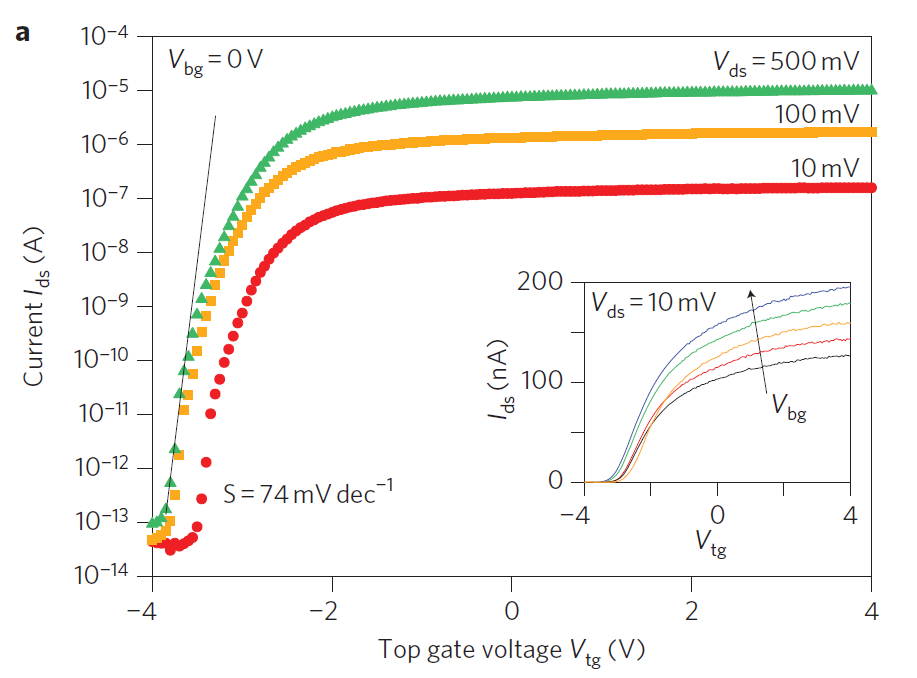 a
V_bg = 0 V
V_ds = 500 mV
100 mV
10 mV
S = 74 mV dec⁻¹
Current I_ds (A)
10⁻⁴
10⁻⁵
10⁻⁶
10⁻⁷
10⁻⁸
10⁻⁹
10⁻¹⁰
10⁻¹¹
10⁻¹²
10⁻¹³
10⁻¹⁴
−4 −2 0 2 4
Top gate voltage V_tg (V)
V_ds = 10 mV
I_ds (nA)
200
100
0
V_bg
−4 0 4
V_tg